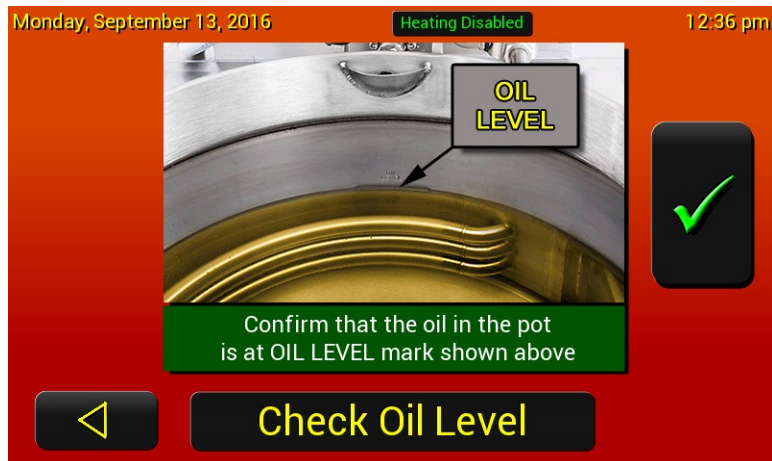 Monday, September 13, 2016
Heating Disabled
12:36 pm
OIL
LEVEL
Confirm that the oil in the pot
is at OIL LEVEL mark shown above
Check Oil Level